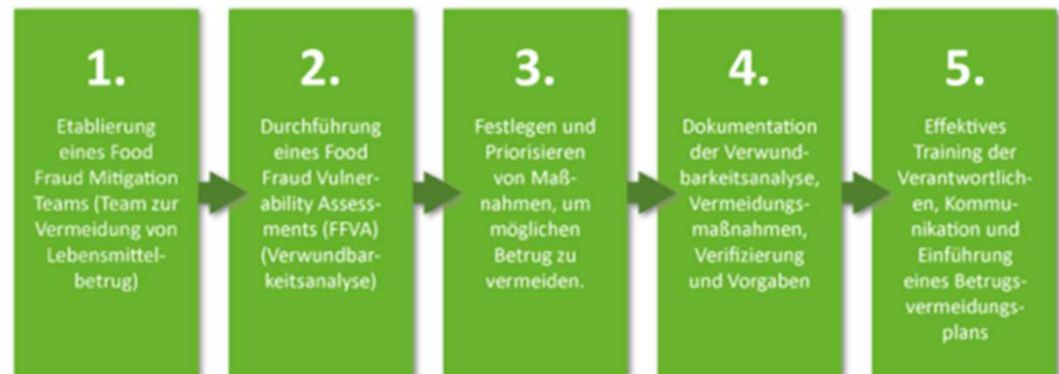 1.
Etablierung
eines Food
Fraud Mitigation
Teams (Team zur
Vermeidung von
Lebensmittel-
betrug)
2.
Durchführung
eines Food
Fraud Vulner-
ability Assess-
ments (FFVA)
(Verwundbar-
keitsanalyse)
3.
Festlegen und
Priorisieren
von Maß-
nahmen, um
möglichen
Betrug zu
vermeiden.
4.
Dokumentation
der Verwund-
barkeitsanalyse,
Vermeidungs-
maßnahmen,
Verifizierung
und Vorgaben
5.
Effektives
Training der
Verantwortlich-
en, Kommu-
nikation und
Einführung
eines Betrugs-
vermeidungs-
plans